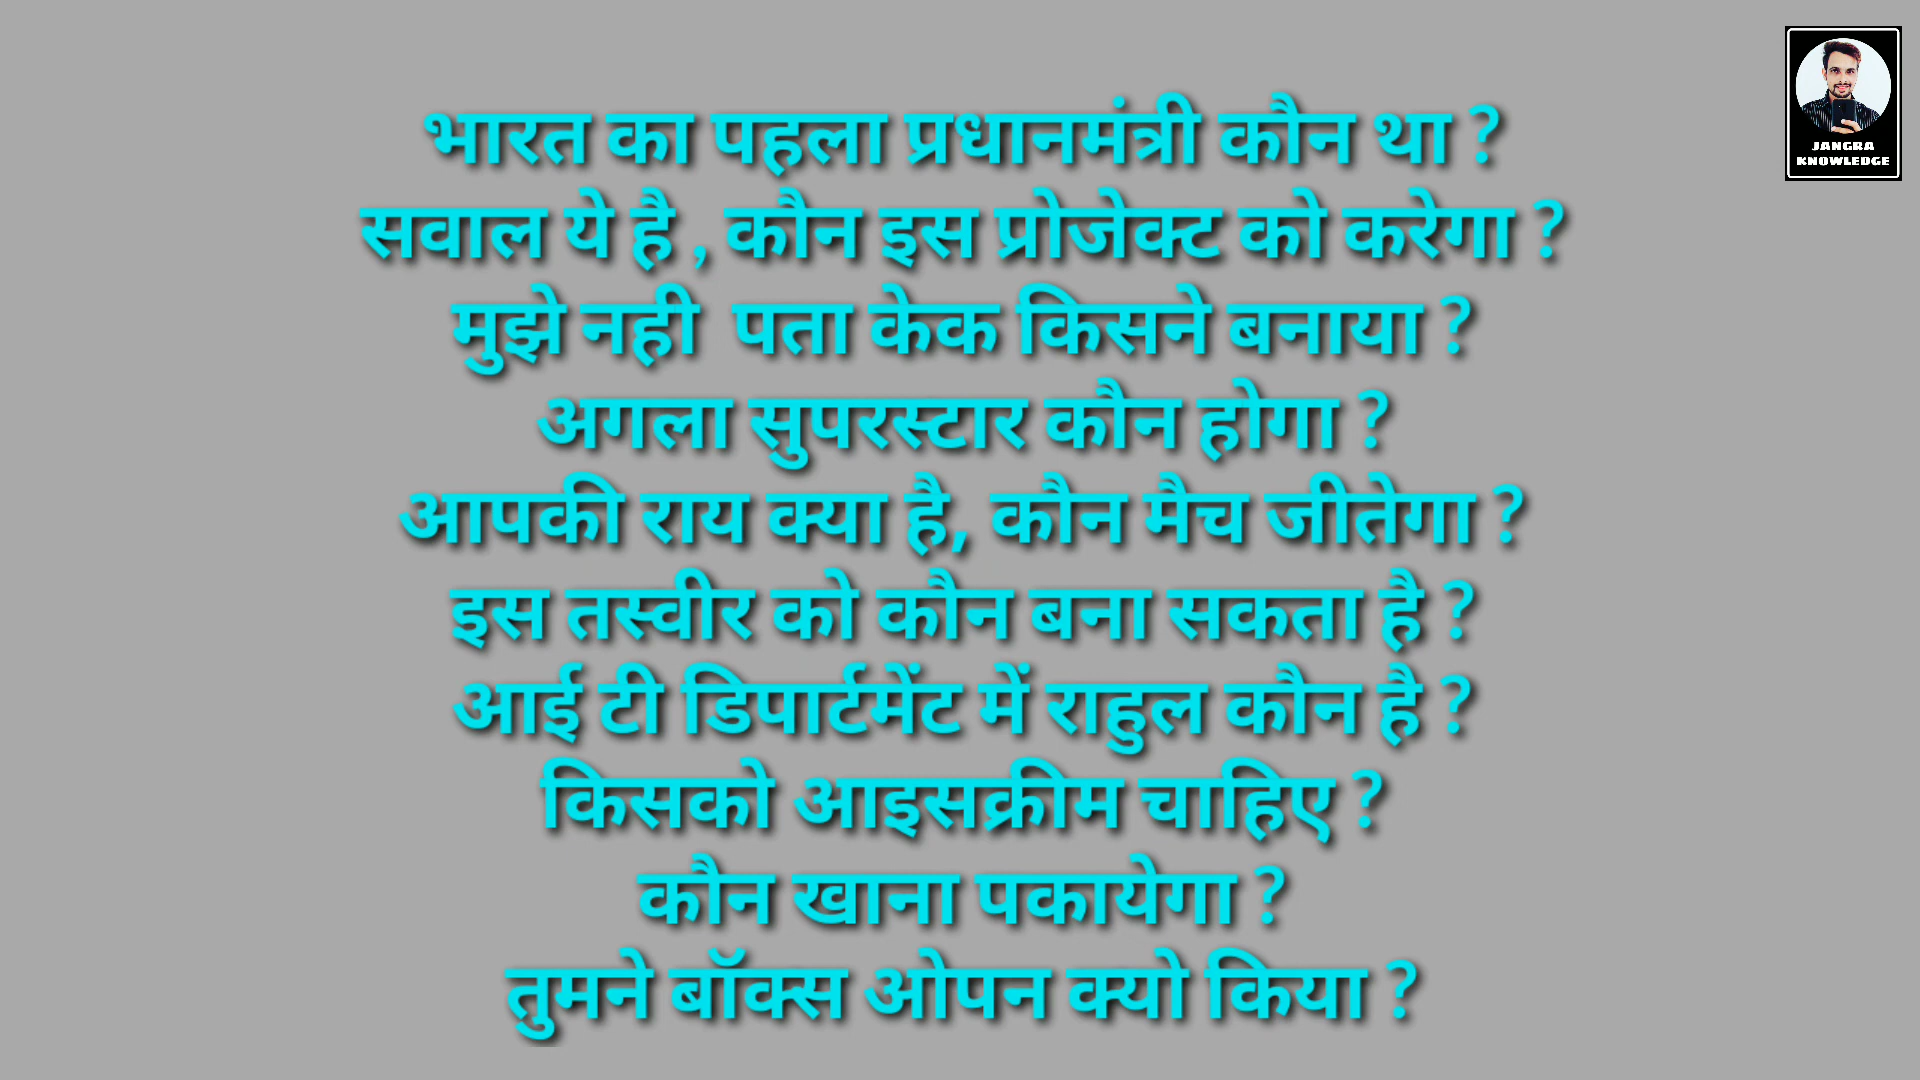 भारत का पहला प्रधानमंत्री कौन था ?
सवाल ये है , कौन इस प्रोजेक्ट को करेगा ?
मुझे नही पता केक किसने बनाया ?
अगला सुपरस्टार कौन होगा ?
आपकी राय क्या है, कौन मैच जीतेगा ?
इस तस्वीर को कौन बना सकता है ?
आई टी डिपार्टमेंट में राहुल कौन है ?
किसको आइसक्रीम चाहिए ?
कौन खाना पकायेगा ?
तुमने बॉक्स ओपन क्यो किया ?
JANGRA
KNOWLEDGE